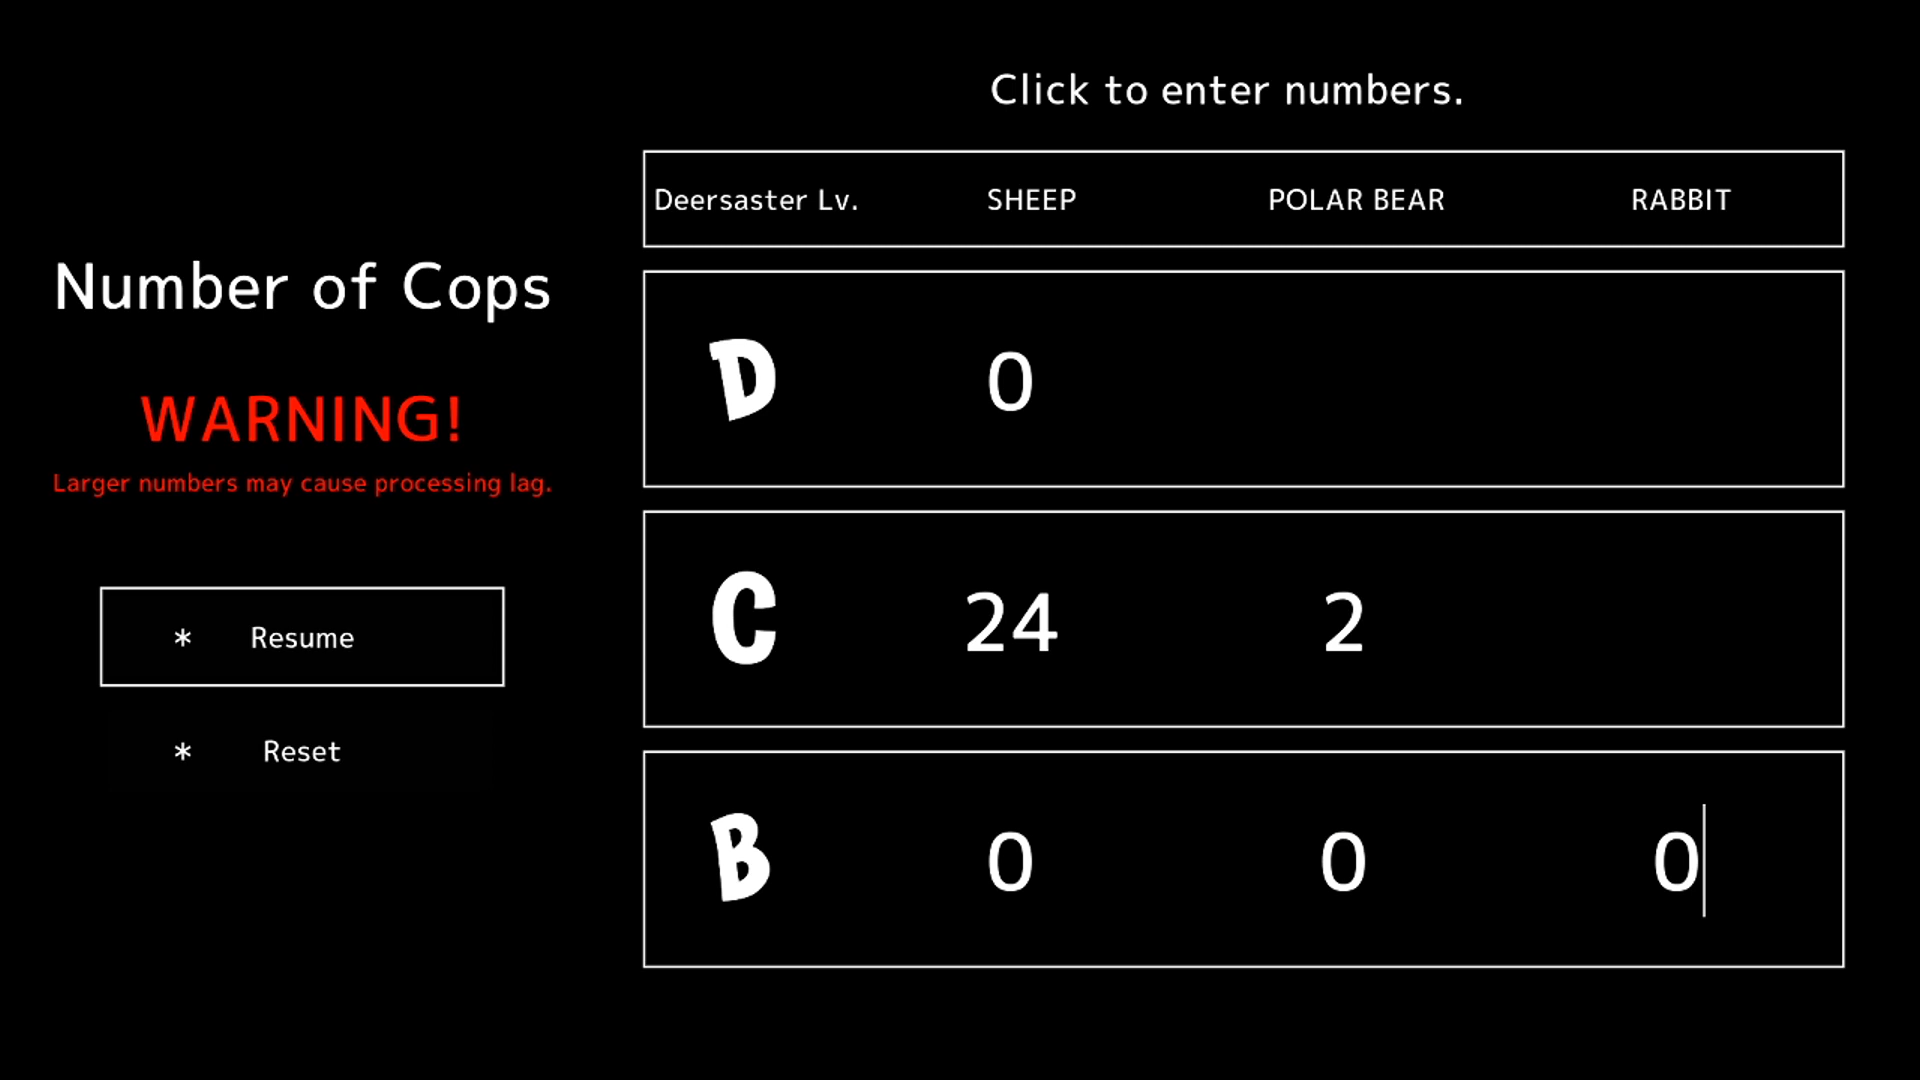 Click to enter numbers.
Deersaster Lv. SHEEP POLAR BEAR RABBIT
Number of Cops
WARNING!
Larger numbers may cause processing lag.
* Resume
* Reset
D 0
C 24 2
B 0 0 0